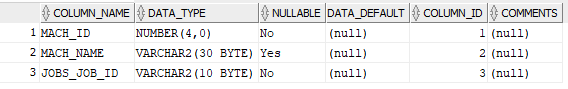 COLUMN_NAME DATA_TYPE NULLABLE DATA_DEFAULT COLUMN_ID COMMENTS
1 MACH_ID NUMBER(4,0) No (null) 1 (null)
2 MACH_NAME VARCHAR2(30 BYTE) Yes (null) 2 (null)
3 JOBS_JOB_ID VARCHAR2(10 BYTE) No (null) 3 (null)